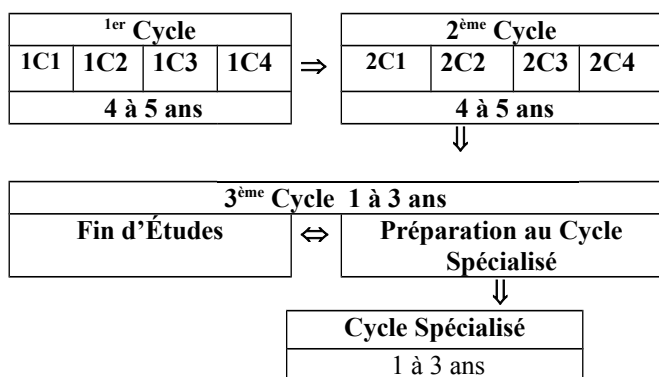 1er Cycle
1C1 1C2 1C3 1C4
4 à 5 ans
⇒
2ème Cycle
2C1 2C2 2C3 2C4
4 à 5 ans
⇓
3ème Cycle 1 à 3 ans
Fin d’Études ⇔ Préparation au Cycle
Spécialisé
⇓
Cycle Spécialisé
1 à 3 ans